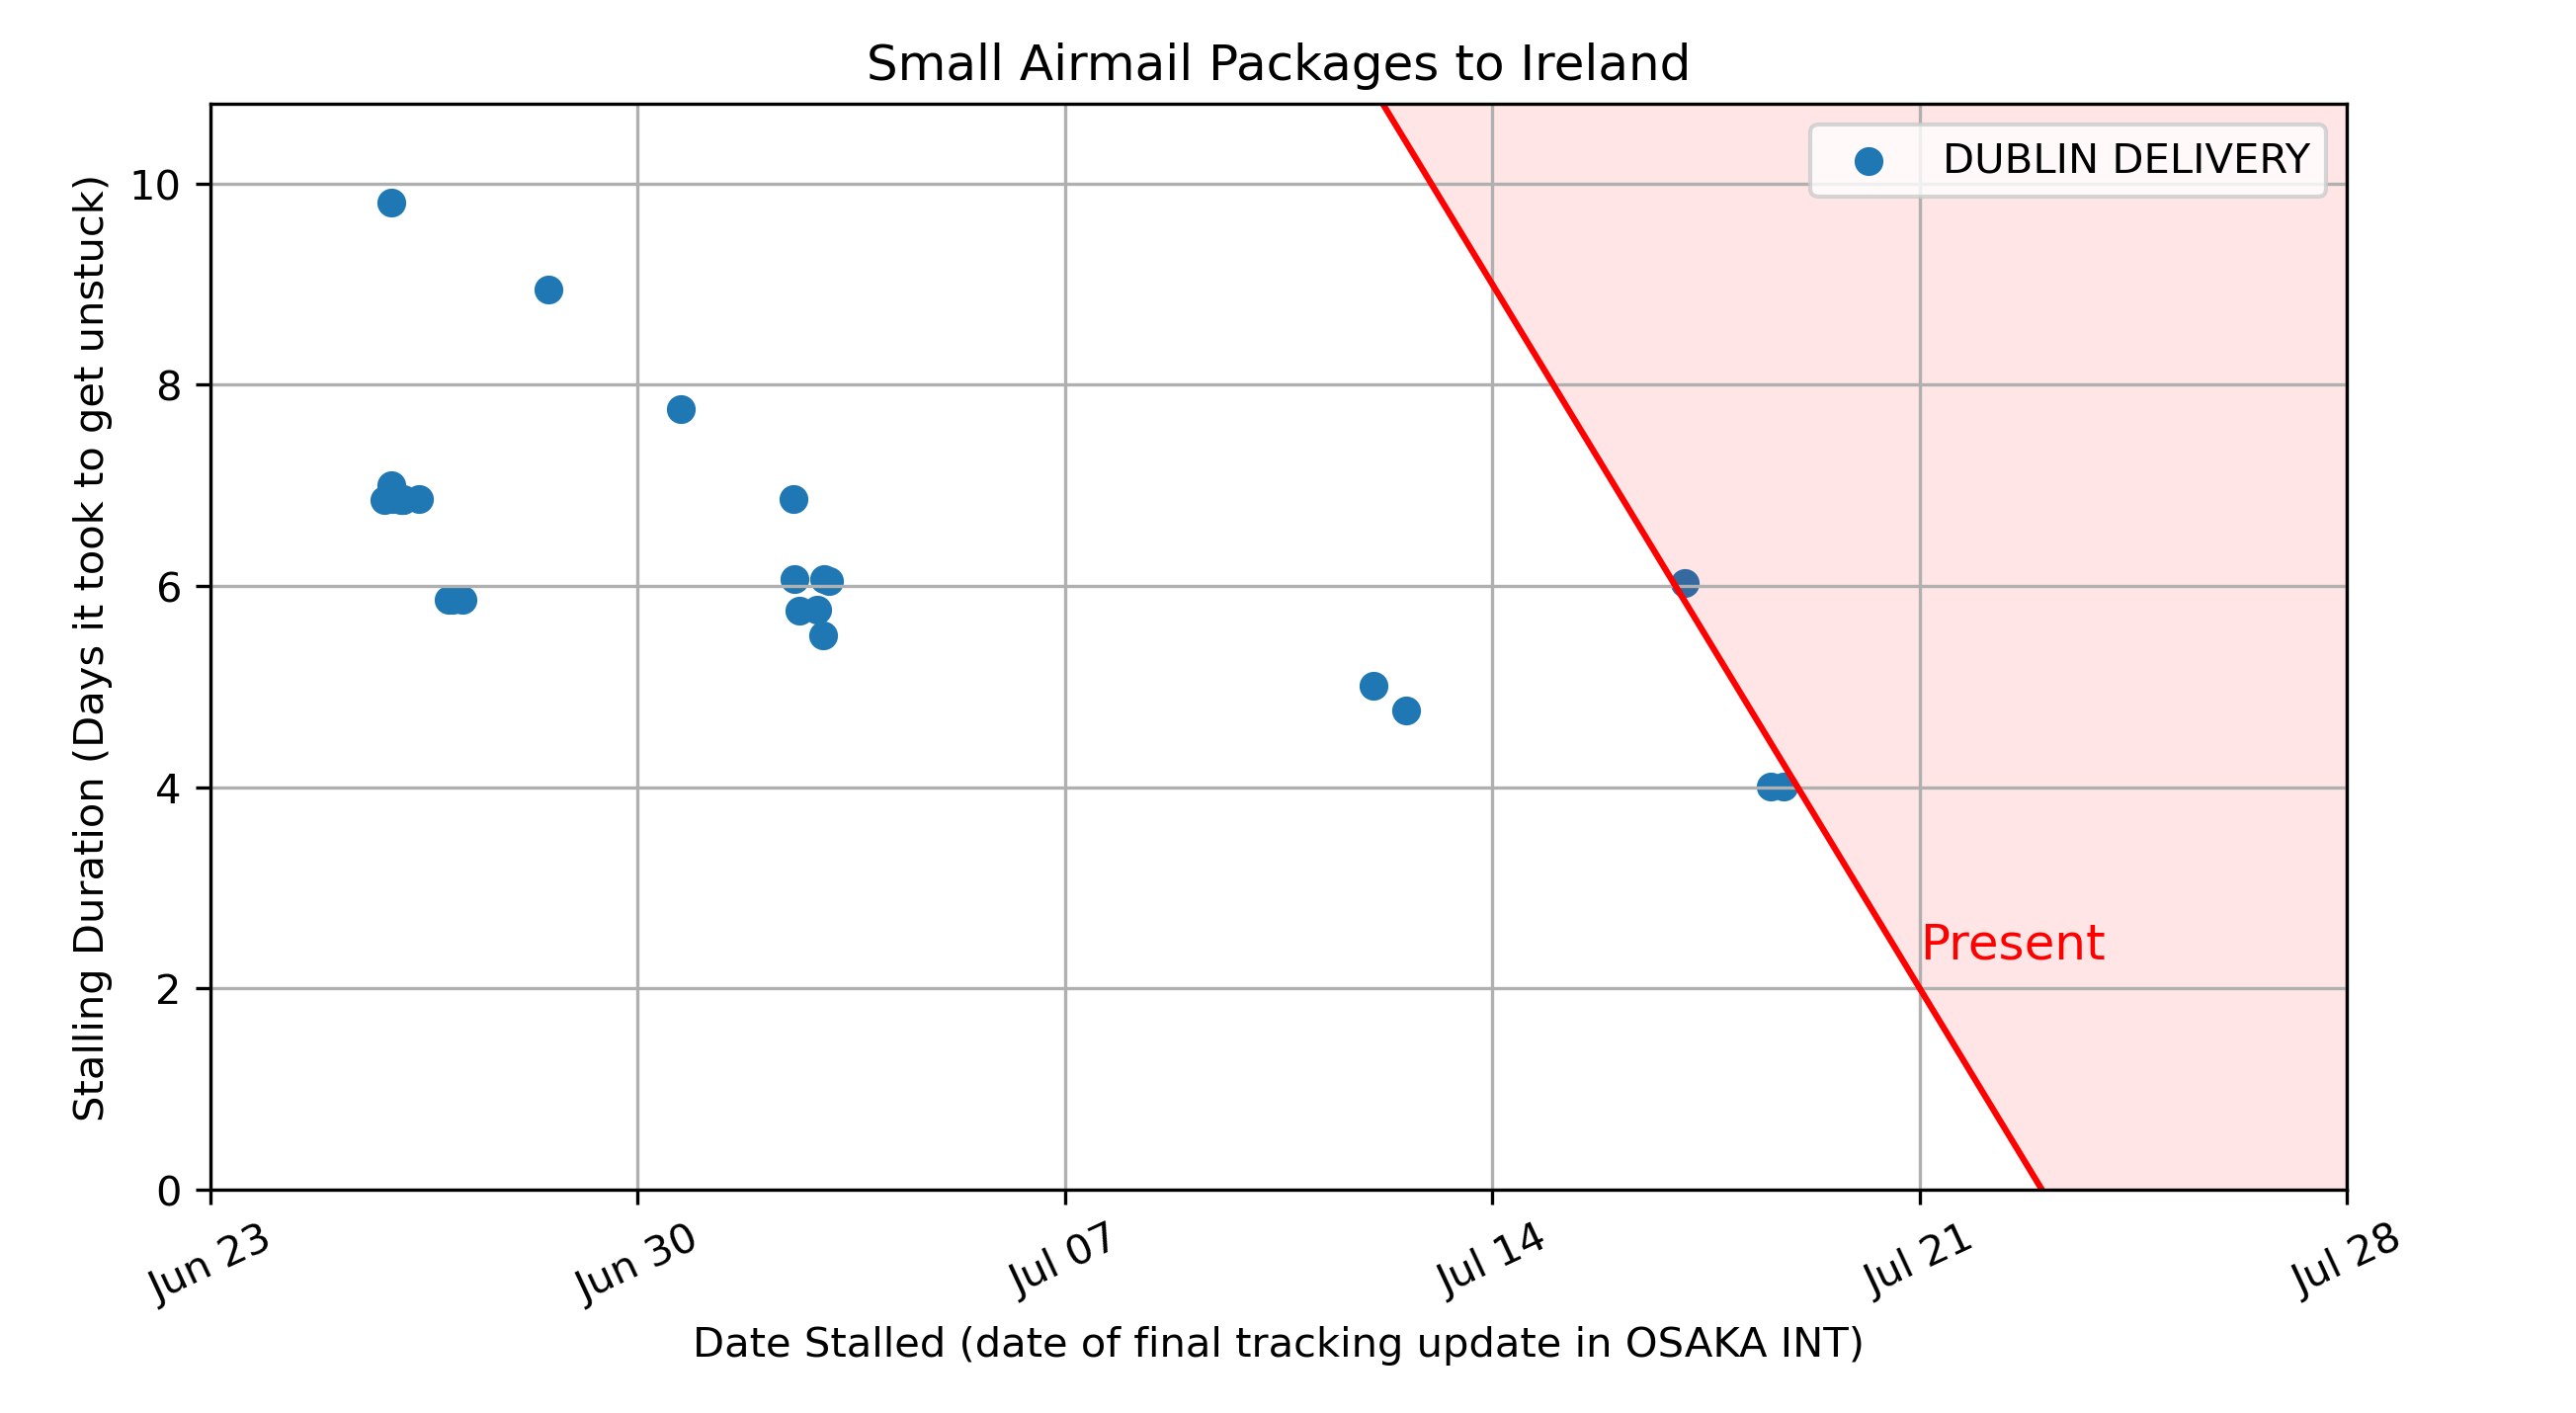 Small Airmail Packages to Ireland
DUBLIN DELIVERY
Stalling Duration (Days it took to get unstuck)
10
8
6
4
2
0
Present
Jun 23
Jun 30
Jul 07
Jul 14
Jul 21
Jul 28
Date Stalled (date of final tracking update in OSAKA INT)